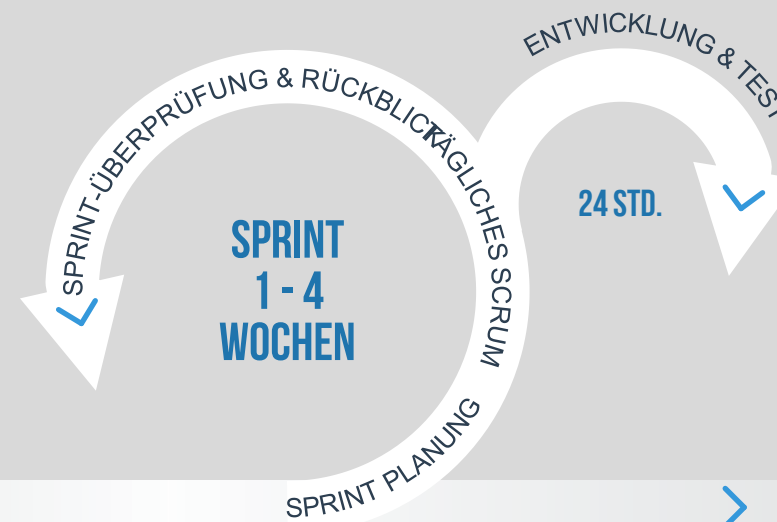 ENTWICKLUNG & TEST
SPRINT-ÜBERPRÜFUNG & RÜCKBLICK
TÄGLICHES SCRUM
24 STD.
SPRINT
1 - 4
WOCHEN
SPRINT PLANUNG